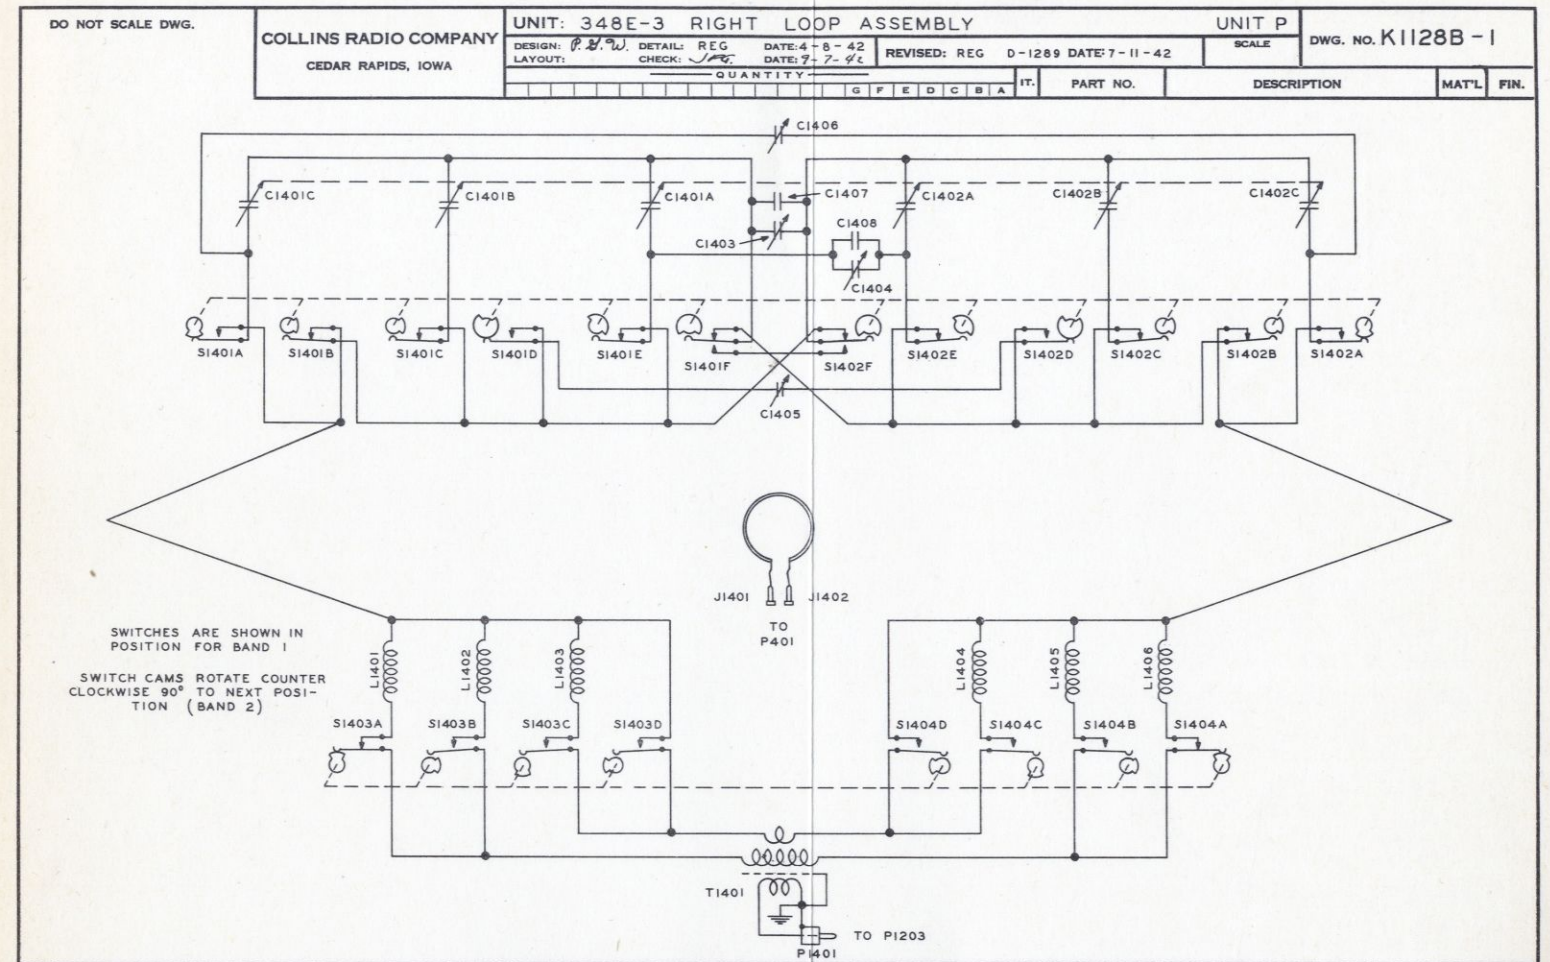 DO NOT SCALE DWG.
COLLINS RADIO COMPANY
CEDAR RAPIDS, IOWA
UNIT: 348E-3 RIGHT LOOP ASSEMBLY UNIT P
DESIGN: P.G.W. DETAIL: REG DATE: 4-8-42
LAYOUT: CHECK: DATE: 9-7-42
REVISED: REG D-1289 DATE: 7-11-42
SCALE
DWG. NO. K1128B-1
QUANTITY
G F E D C B A
IT. PART NO. DESCRIPTION MAT'L FIN.
C1406
C1401C C1401B C1401A C1407 C1402A C1402B C1402C
C1408
C1403
C1404
S1401A S1401B S1401C S1401D S1401E S1401F S1402F S1402E S1402D S1402C S1402B S1402A
C1405
J1401 J1402
TO
P401
SWITCHES ARE SHOWN IN
POSITION FOR BAND 1
SWITCH CAMS ROTATE COUNTER
CLOCKWISE 90° TO NEXT POSI-
TION (BAND 2)
L1401 L1402 L1403 L1404 L1405 L1406
S1403A S1403B S1403C S1403D S1404D S1404C S1404B S1404A
T1401
TO P1203
P1401